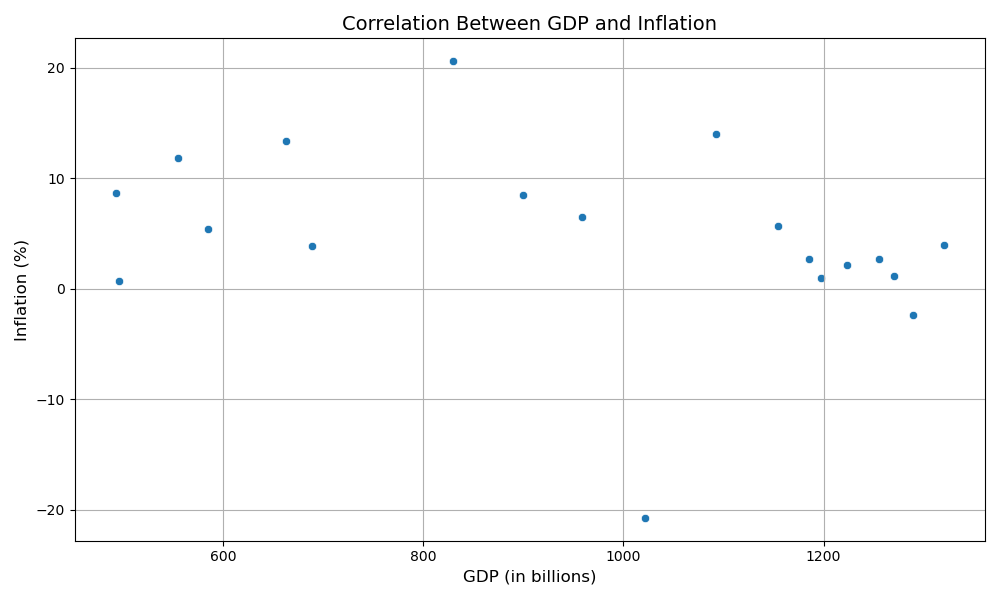 Correlation Between GDP and Inflation
Inflation (%)
20
10
0
−10
−20
600 800 1000 1200
GDP (in billions)